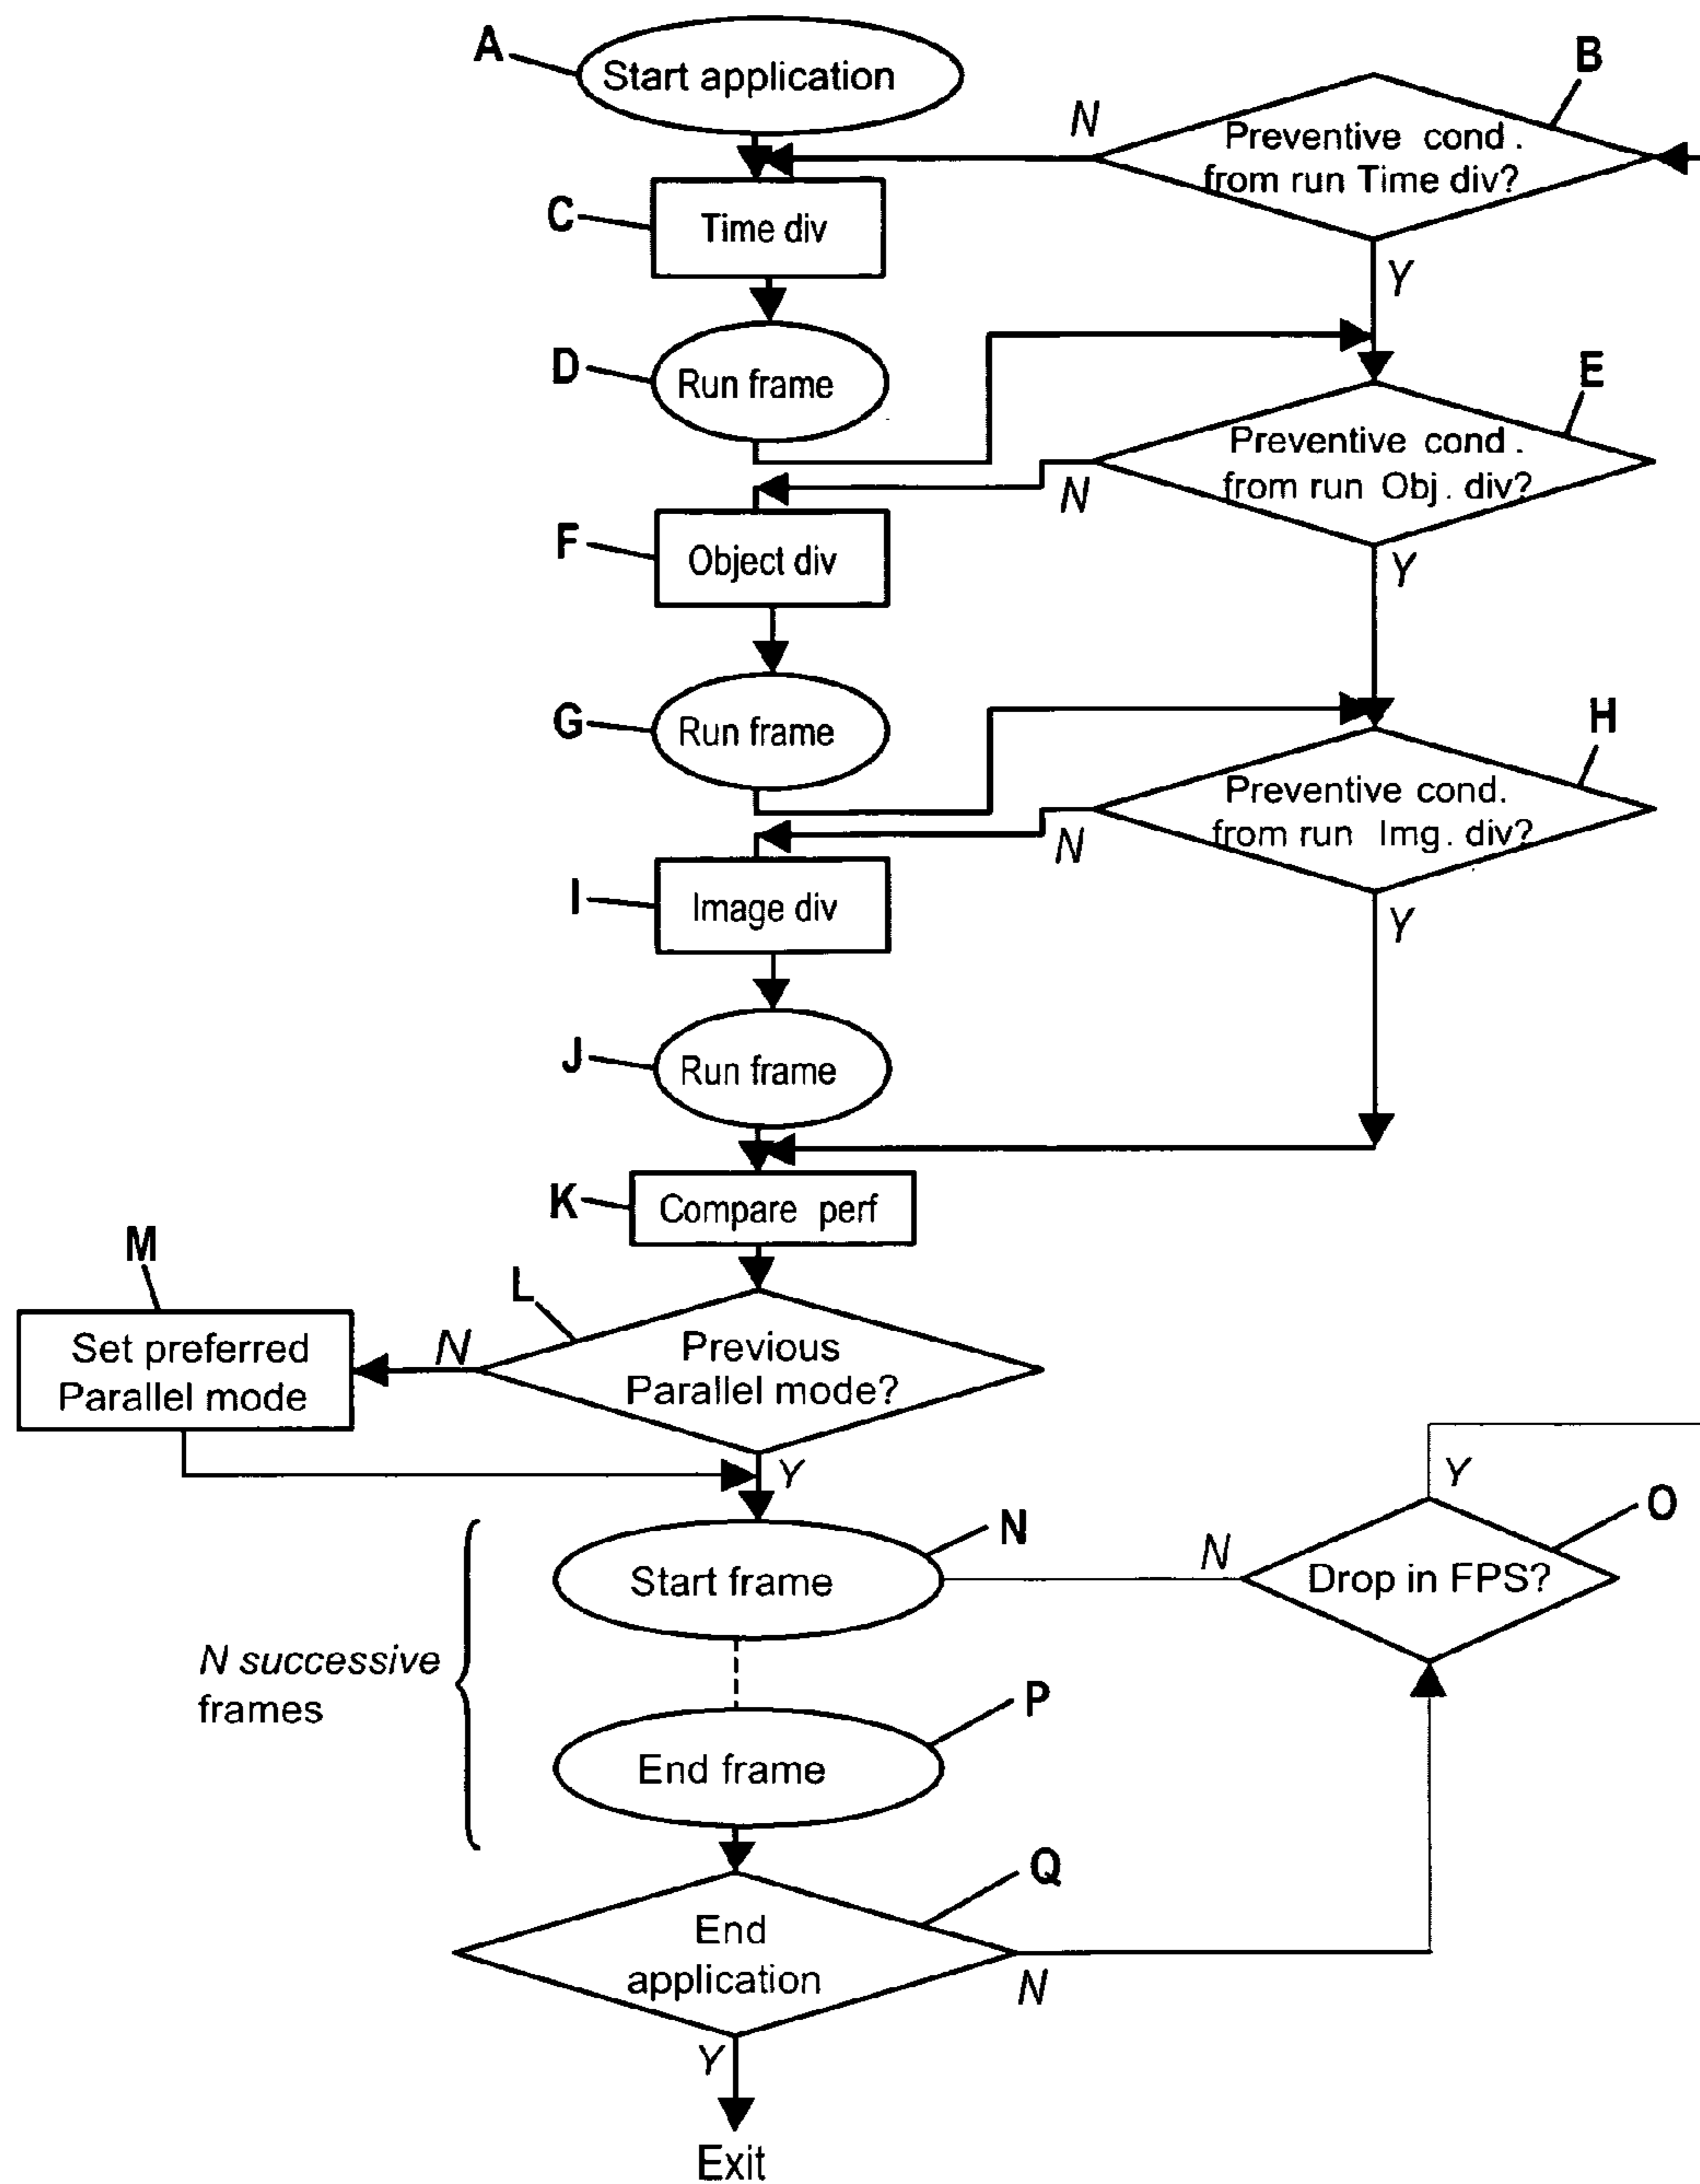 A
Start application
B
N
Preventive cond.
from run Time div?
C
Time div
Y
D
Run frame
E
Preventive cond.
from run Obj. div?
N
F
Object div
Y
G
Run frame
H
Preventive cond.
from run Img. div?
N
I
Image div
Y
J
Run frame
K
Compare perf
M
L
Set preferred
Parallel mode
N
Previous
Parallel mode?
Y
Y
O
N
Start frame
N
Drop in FPS?
N successive
frames
P
End frame
Q
End
application
N
Y
Exit